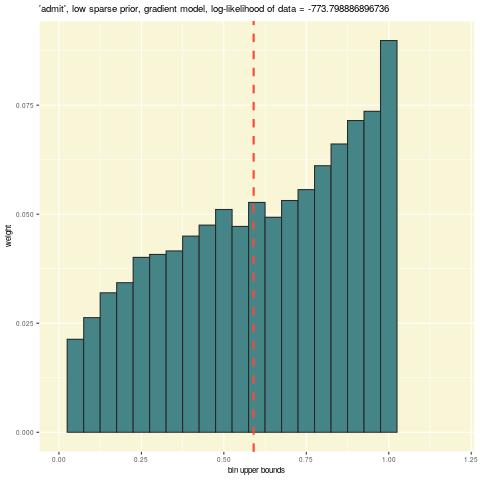 'admit', low sparse prior, gradient model, log-likelihood of data = -773.798886896736
0.075
0.050
0.025
0.000
weight
0.00 0.25 0.50 0.75 1.00 1.25
bin upper bounds